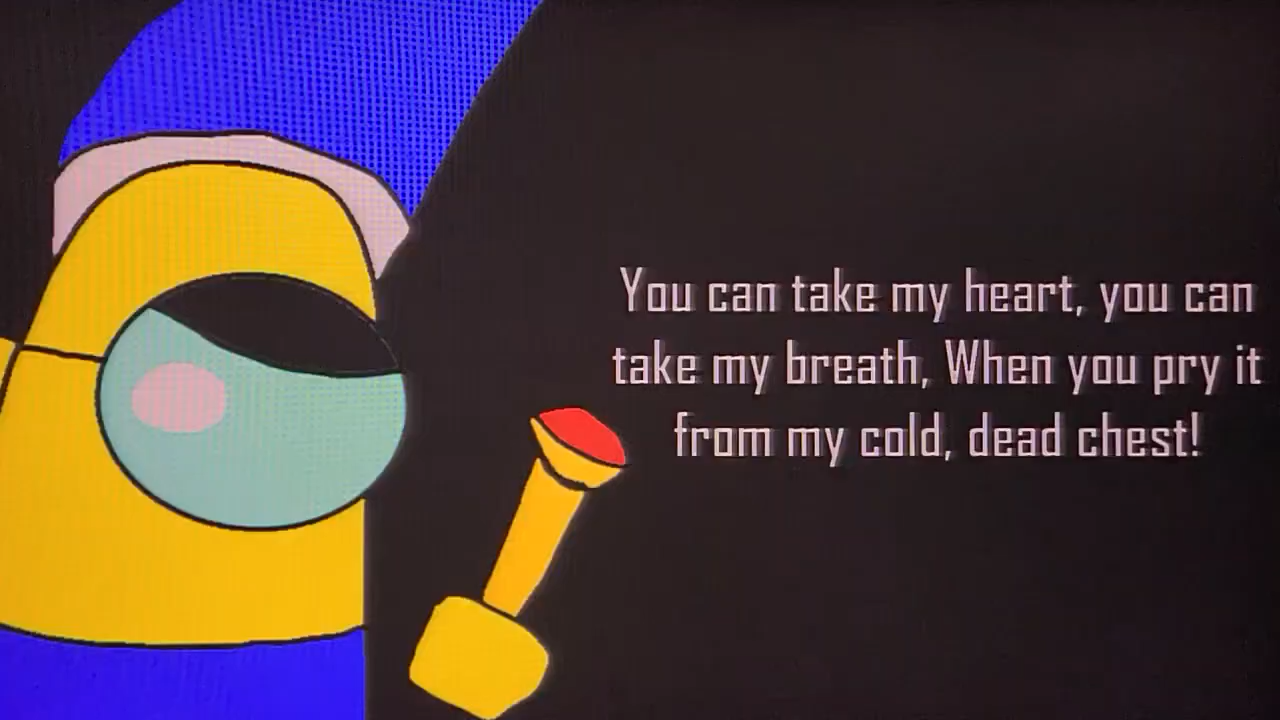 You can take my heart, you can
take my breath, When you pry it
from my cold, dead chest!